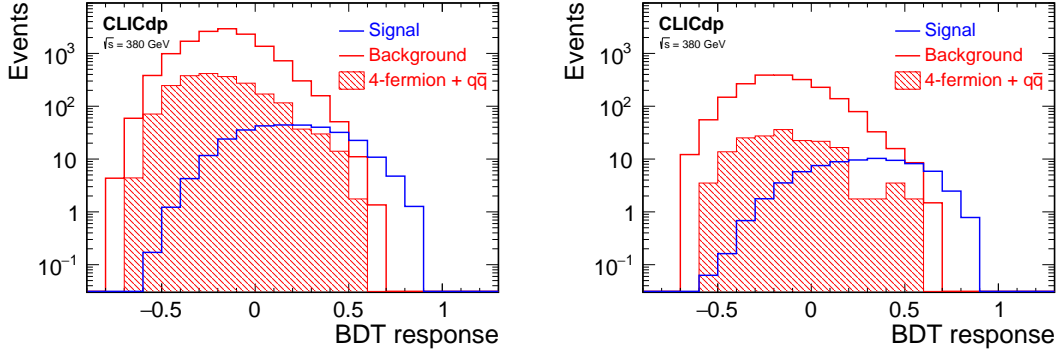 Events
CLICdp
√s = 380 GeV
Signal
Background
4-fermion + qq̅
10³
10²
10
1
10⁻¹
−0.5 0 0.5 1
BDT response
Events
CLICdp
√s = 380 GeV
Signal
Background
4-fermion + qq̅
10³
10²
10
1
10⁻¹
−0.5 0 0.5 1
BDT response